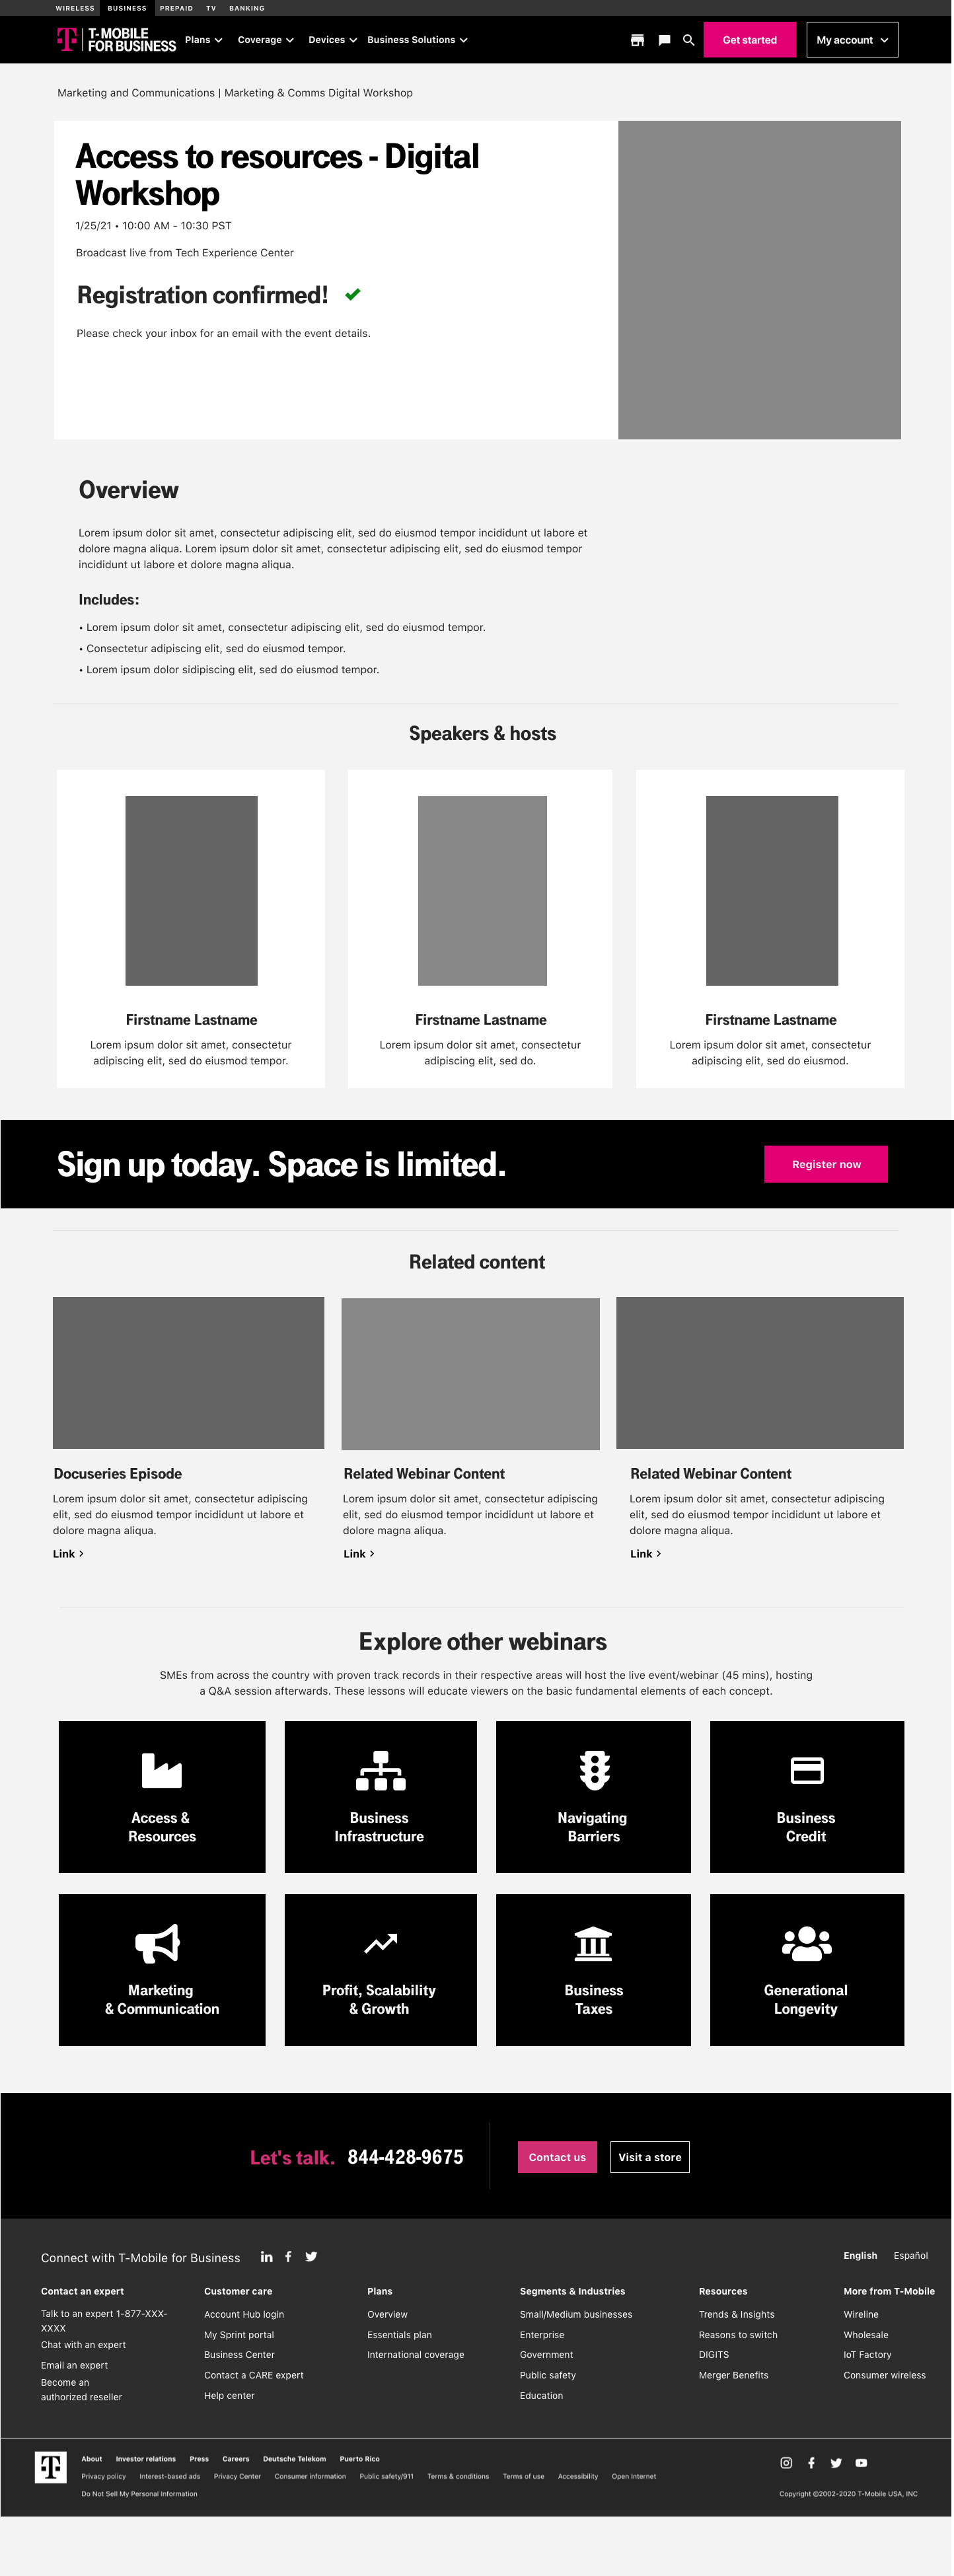 WIRELESS BUSINESS PREPAID TV BANKING
T T-MOBILE
FOR BUSINESS
Plans Coverage Devices Business Solutions Get started My account
Marketing and Communications | Marketing & Comms Digital Workshop
Access to resources - Digital
Workshop
1/25/21 • 10:00 AM - 10:30 PST
Broadcast live from Tech Experience Center
Registration confirmed!
Please check your inbox for an email with the event details.
Overview
Lorem ipsum dolor sit amet, consectetur adipiscing elit, sed do eiusmod tempor incididunt ut labore et
dolore magna aliqua. Lorem ipsum dolor sit amet, consectetur adipiscing elit, sed do eiusmod tempor
incididunt ut labore et dolore magna aliqua.
Includes:
• Lorem ipsum dolor sit amet, consectetur adipiscing elit, sed do eiusmod tempor.
• Consectetur adipiscing elit, sed do eiusmod tempor.
• Lorem ipsum dolor sidipiscing elit, sed do eiusmod tempor.
Speakers & hosts
Firstname Lastname
Lorem ipsum dolor sit amet, consectetur
adipiscing elit, sed do eiusmod tempor.
Firstname Lastname
Lorem ipsum dolor sit amet, consectetur
adipiscing elit, sed do.
Firstname Lastname
Lorem ipsum dolor sit amet, consectetur
adipiscing elit, sed do eiusmod.
Sign up today. Space is limited.
Register now
Related content
Docuseries Episode
Lorem ipsum dolor sit amet, consectetur adipiscing
elit, sed do eiusmod tempor incididunt ut labore et
dolore magna aliqua.
Link
Related Webinar Content
Lorem ipsum dolor sit amet, consectetur adipiscing
elit, sed do eiusmod tempor incididunt ut labore et
dolore magna aliqua.
Link
Related Webinar Content
Lorem ipsum dolor sit amet, consectetur adipiscing
elit, sed do eiusmod tempor incididunt ut labore et
dolore magna aliqua.
Link
Explore other webinars
SMEs from across the country with proven track records in their respective areas will host the live event/webinar (45 mins), hosting
a Q&A session afterwards. These lessons will educate viewers on the basic fundamental elements of each concept.
Access &
Resources
Business
Infrastructure
Navigating
Barriers
Business
Credit
Marketing
& Communication
Profit, Scalability
& Growth
Business
Taxes
Generational
Longevity
Let's talk. 844-428-9675
Contact us
Visit a store
Connect with T-Mobile for Business
English Español
Contact an expert
Talk to an expert 1-877-XXX-
XXXX
Chat with an expert
Email an expert
Become an
authorized reseller
Customer care
Account Hub login
My Sprint portal
Business Center
Contact a CARE expert
Help center
Plans
Overview
Essentials plan
International coverage
Segments & Industries
Small/Medium businesses
Enterprise
Government
Public safety
Education
Resources
Trends & Insights
Reasons to switch
DIGITS
Merger Benefits
More from T-Mobile
Wireline
Wholesale
IoT Factory
Consumer wireless
T
About Investor relations Press Careers Deutsche Telekom Puerto Rico
Privacy policy Interest-based ads Privacy Center Consumer information Public safety/911 Terms & conditions Terms of use Accessibility Open Internet
Do Not Sell My Personal Information
Copyright ©2002-2020 T-Mobile USA, INC